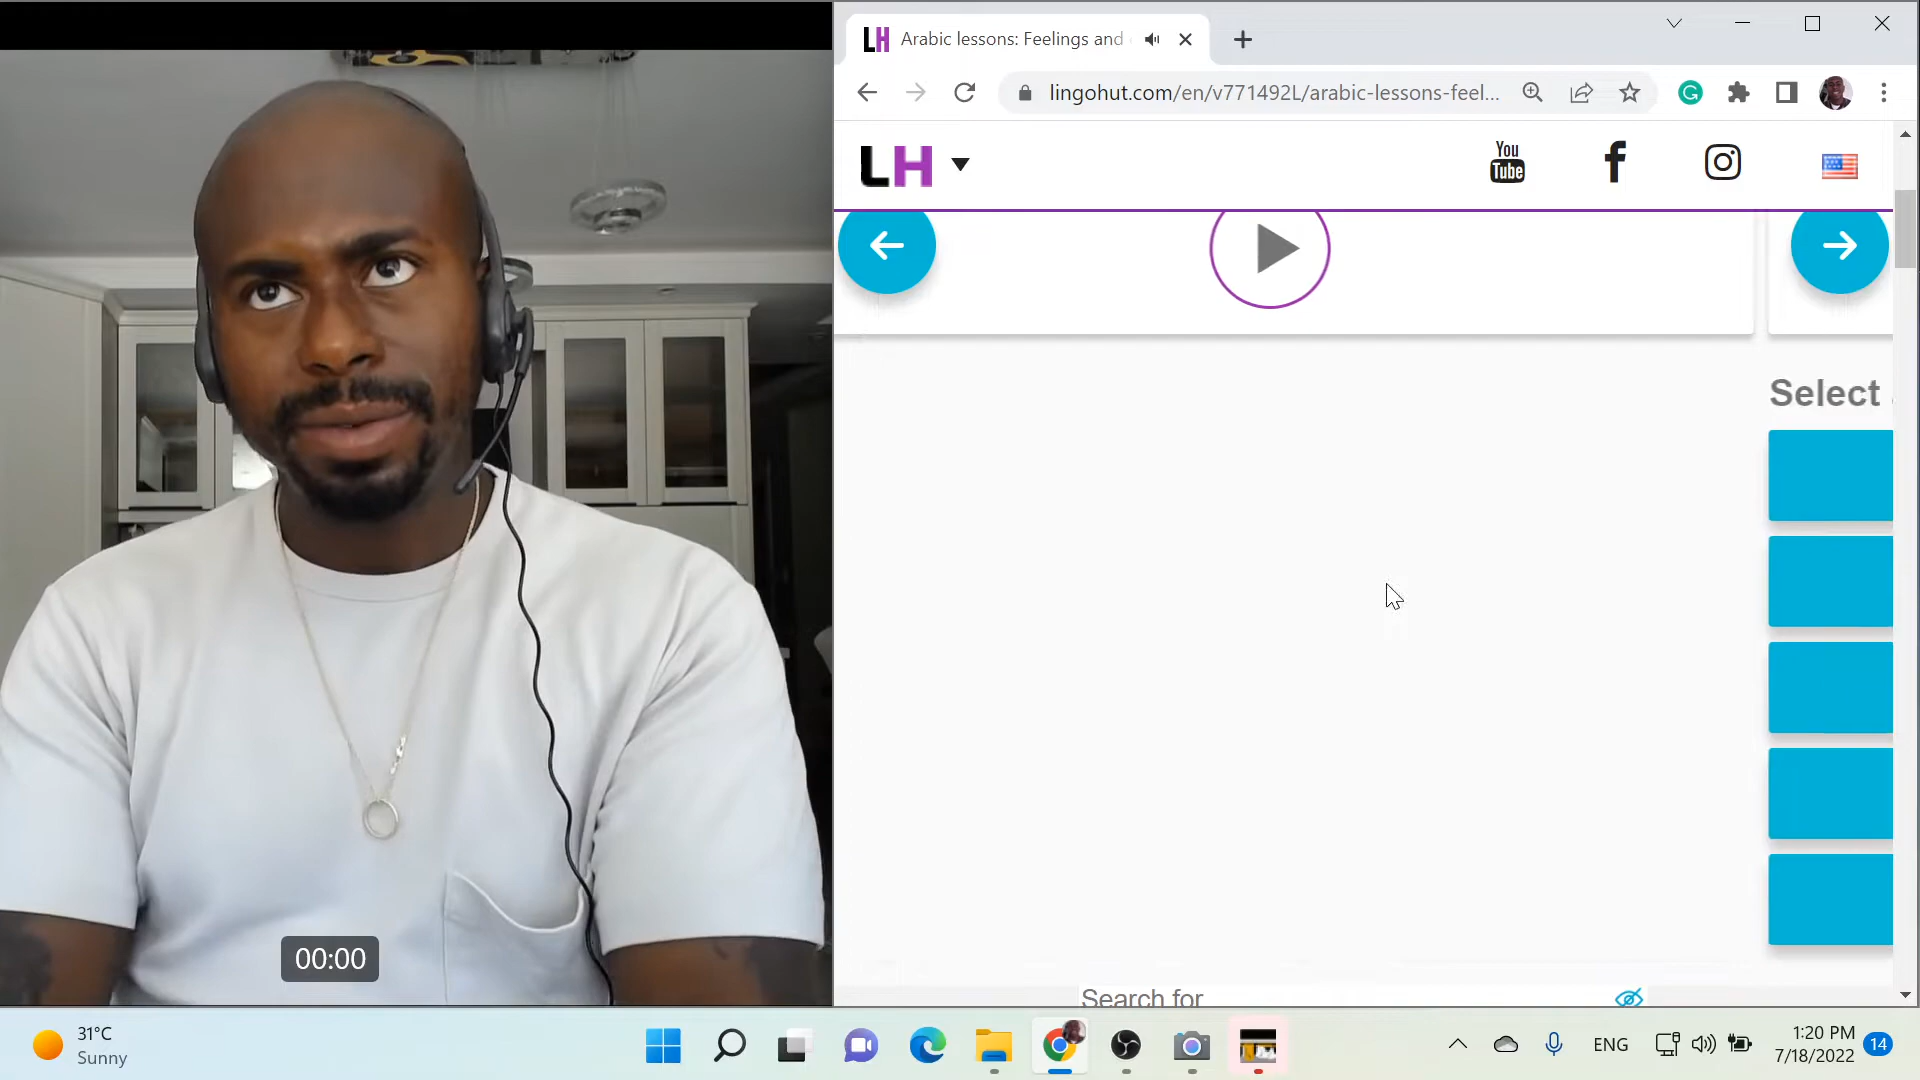 LH Arabic lessons: Feelings and
lingohut.com/en/v771492L/arabic-lessons-feel...
LH
You
Tube
Select
Search for
00:00
31°C
Sunny
ENG
1:20 PM
7/18/2022
14